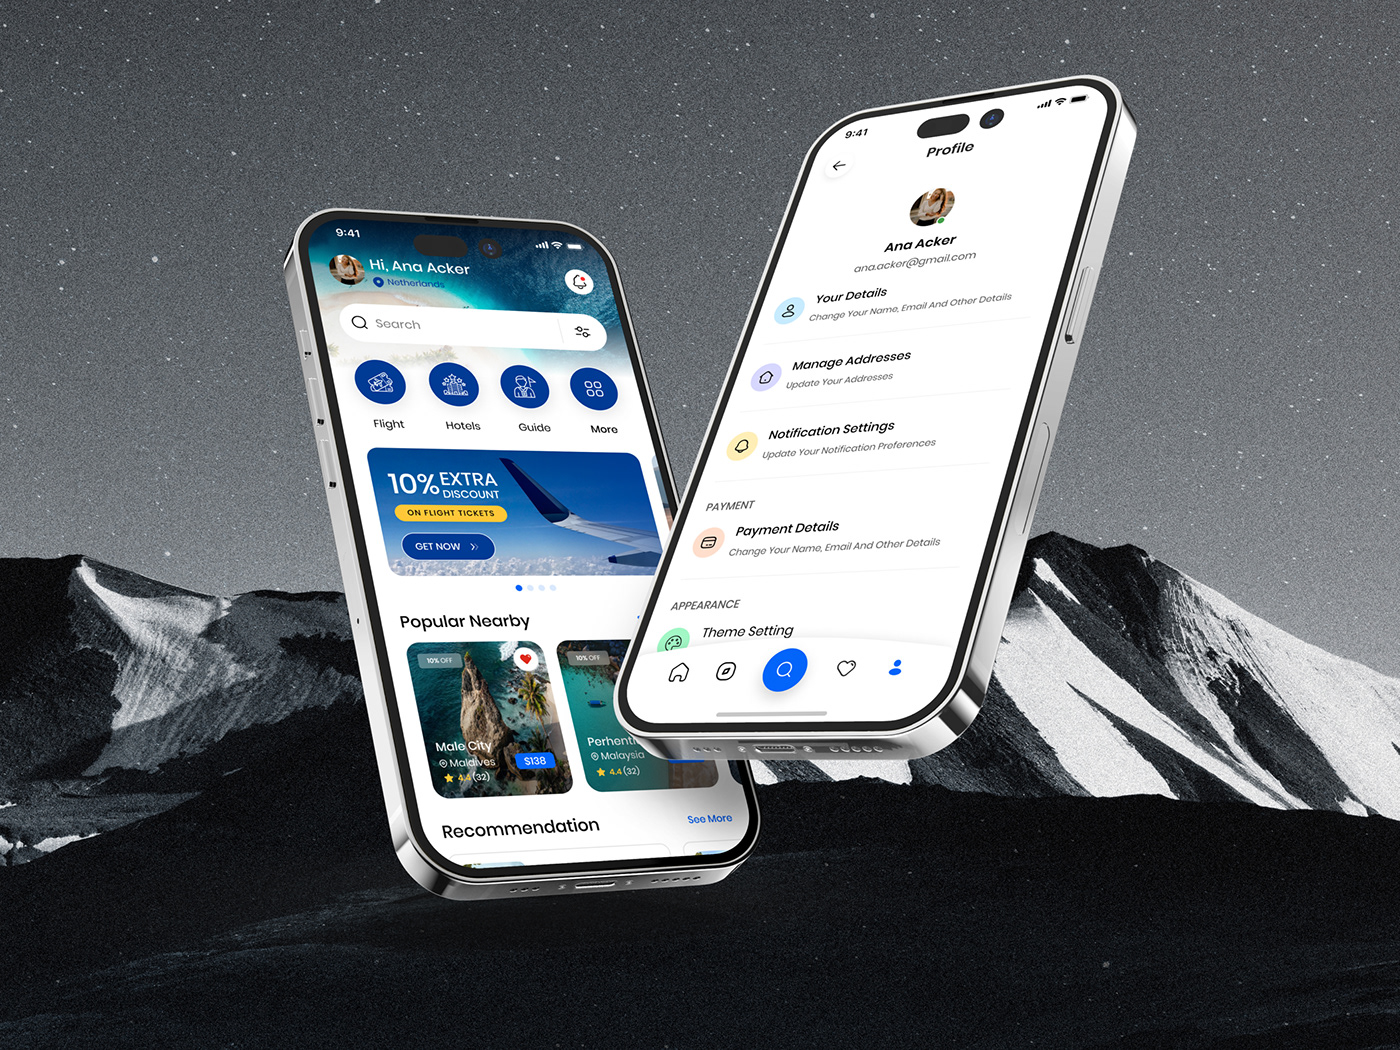 9:41
Hi, Ana Acker
Netherlands
Search
Flight
Hotels
Guide
More
10% EXTRA
DISCOUNT
ON FLIGHT TICKETS
GET NOW
Popular Nearby
10% OFF
Male City
Maldives
$138
4.4 (32)
10% OFF
Perhenti
Malaysia
4.4 (32)
Recommendation
See More
9:41
Profile
Ana Acker
ana.acker@gmail.com
Your Details
Change Your Name, Email And Other Details
Manage Addresses
Update Your Addresses
Notification Settings
Update Your Notification Preferences
PAYMENT
Payment Details
Change Your Name, Email And Other Details
APPEARANCE
Theme Setting